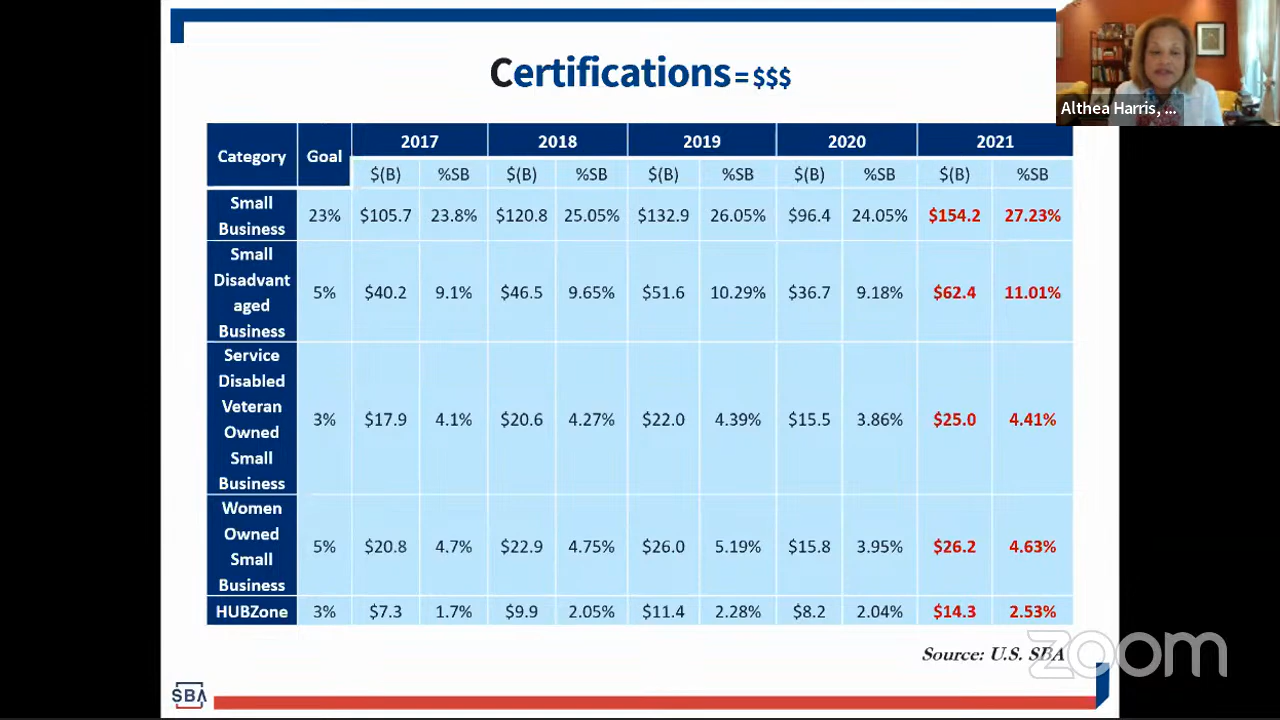 Certifications = $$$
Althea Harris, ...
Category Goal 2017 2018 2019 2020 2021
$(B) %SB $(B) %SB $(B) %SB $(B) %SB $(B) %SB
Small
Business
23% $105.7 23.8% $120.8 25.05% $132.9 26.05% $96.4 24.05% $154.2 27.23%
Small
Disadvant
aged
Business
5% $40.2 9.1% $46.5 9.65% $51.6 10.29% $36.7 9.18% $62.4 11.01%
Service
Disabled
Veteran
Owned
Small
Business
3% $17.9 4.1% $20.6 4.27% $22.0 4.39% $15.5 3.86% $25.0 4.41%
Women
Owned
Small
Business
5% $20.8 4.7% $22.9 4.75% $26.0 5.19% $15.8 3.95% $26.2 4.63%
HUBZone 3% $7.3 1.7% $9.9 2.05% $11.4 2.28% $8.2 2.04% $14.3 2.53%
Source: U.S. SBA
zoom
SBA